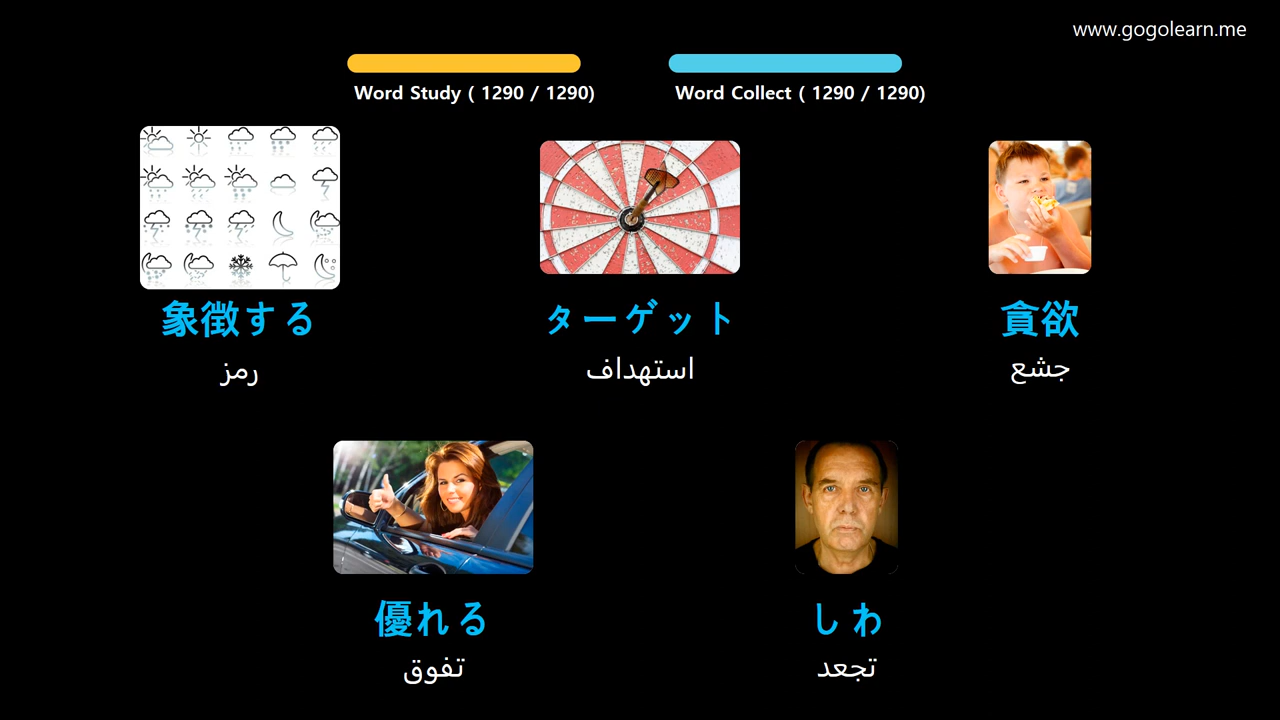 www.gogolearn.me
Word Study ( 1290 / 1290)
Word Collect ( 1290 / 1290)
象徴する
ターゲット
貪欲
رمز
استهداف
جشع
優れる
しわ
تفوق
تجعد